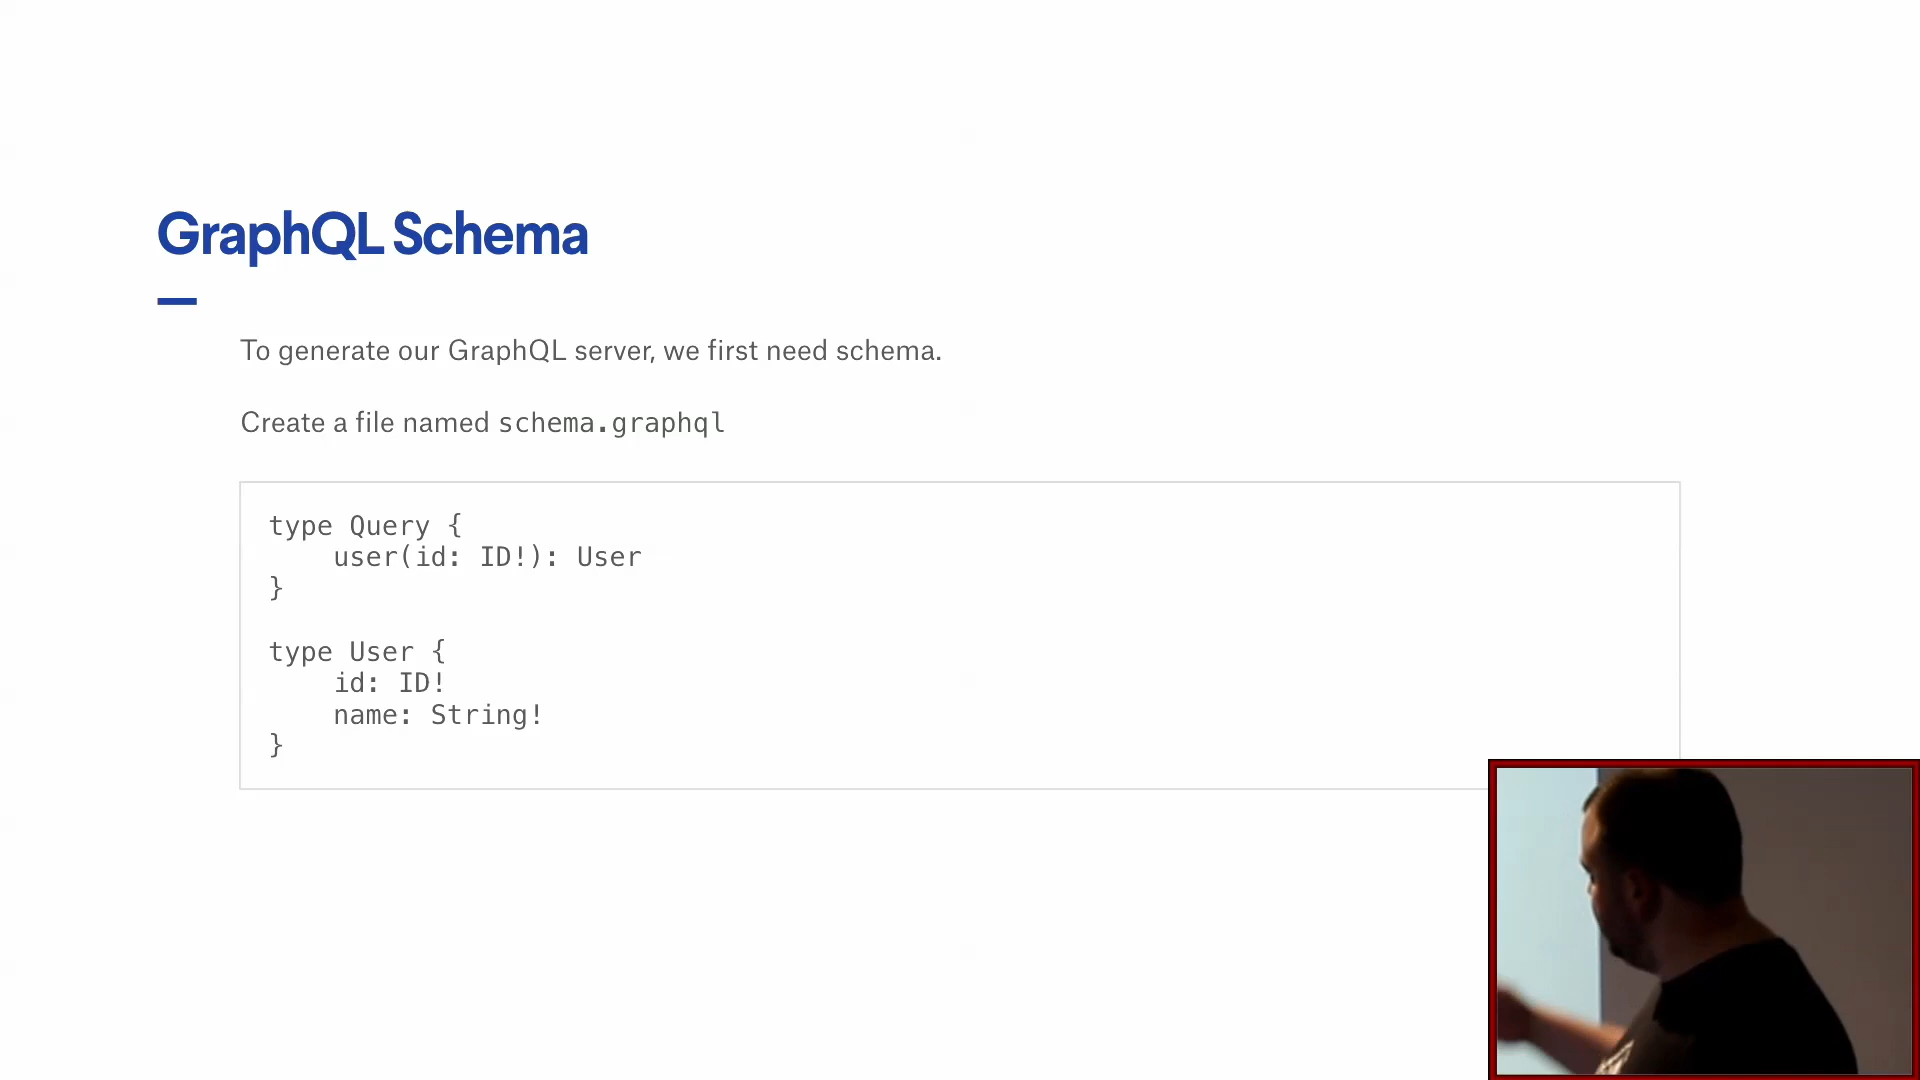 GraphQL Schema
To generate our GraphQL server, we first need schema.
Create a file named schema.graphql
type Query {
    user(id: ID!): User
}
type User {
    id: ID!
    name: String!
}